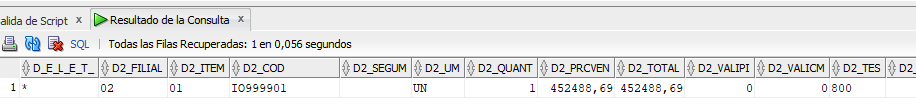 alida de Script x Resultado de la Consulta x
SQL | Todas las Filas Recuperadas: 1 en 0,056 segundos
D_E_L_E_T_ D2_FILIAL D2_ITEM D2_COD D2_SEGUM D2_UM D2_QUANT D2_PRCVEN D2_TOTAL D2_VALIPI D2_VALICM D2_TES
1 * 02 01 IO999901 UN 1 452488,69 452488,69 0 0 800